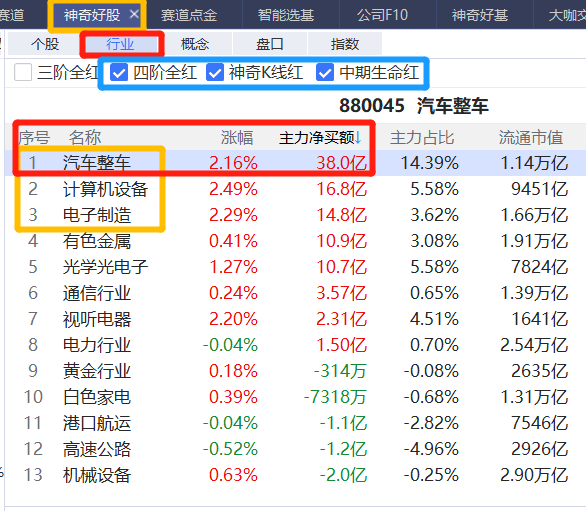 赛道 神奇好股 × 赛道点金 智能选基 公司F10 神奇好基 大咖交
个股 行业 概念 盘口 指数
三阶全红 四阶全红 神奇K线红 中期生命红
880045 汽车整车
序号 名称 涨幅 主力净买额↓ 主力占比 流通市值
1 汽车整车 2.16% 38.0亿 14.39% 1.14万亿
2 计算机设备 2.49% 16.8亿 5.58% 9451亿
3 电子制造 2.29% 14.8亿 3.62% 1.66万亿
4 有色金属 0.41% 10.9亿 3.08% 1.91万亿
5 光学光电子 1.27% 10.7亿 5.58% 7824亿
6 通信行业 0.24% 3.57亿 0.65% 1.39万亿
7 视听电器 2.20% 2.31亿 4.51% 1641亿
8 电力行业 -0.04% 1.50亿 0.70% 2.54万亿
9 黄金行业 0.18% -314万 -0.08% 2635亿
10 白色家电 0.39% -7318万 -0.68% 1.31万亿
11 港口航运 -0.04% -1.1亿 -2.82% 7546亿
12 高速公路 -0.52% -1.2亿 -4.96% 2926亿
13 机械设备 0.63% -2.0亿 -0.25% 2.90万亿